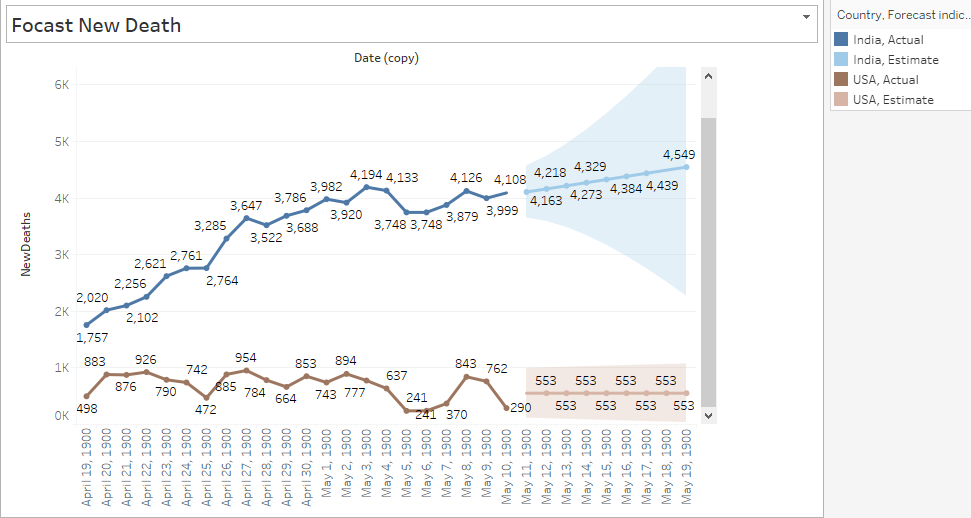 Focast New Death
Country, Forecast indic...
India, Actual
India, Estimate
USA, Actual
USA, Estimate
Date (copy)
NewDeaths
6K
5K
4K
3K
2K
1K
0K
1,757
2,020
2,102
2,256
2,621
2,761
2,764
3,285
3,647
3,522
3,688
3,786
3,982
3,920
4,194
4,133
3,748
3,748
3,879
4,126
3,999
4,108
4,163
4,218
4,273
4,329
4,384
4,439
4,549
498
883
876
926
790
742
472
885
954
784
664
853
743
894
777
637
241
241
370
843
762
290
553
553
553
553
553
553
553
553
April 19, 1900
April 20, 1900
April 21, 1900
April 22, 1900
April 23, 1900
April 24, 1900
April 25, 1900
April 26, 1900
April 27, 1900
April 28, 1900
April 29, 1900
April 30, 1900
May 1, 1900
May 2, 1900
May 3, 1900
May 4, 1900
May 5, 1900
May 6, 1900
May 7, 1900
May 8, 1900
May 9, 1900
May 10, 1900
May 11, 1900
May 12, 1900
May 13, 1900
May 14, 1900
May 15, 1900
May 16, 1900
May 17, 1900
May 18, 1900
May 19, 1900